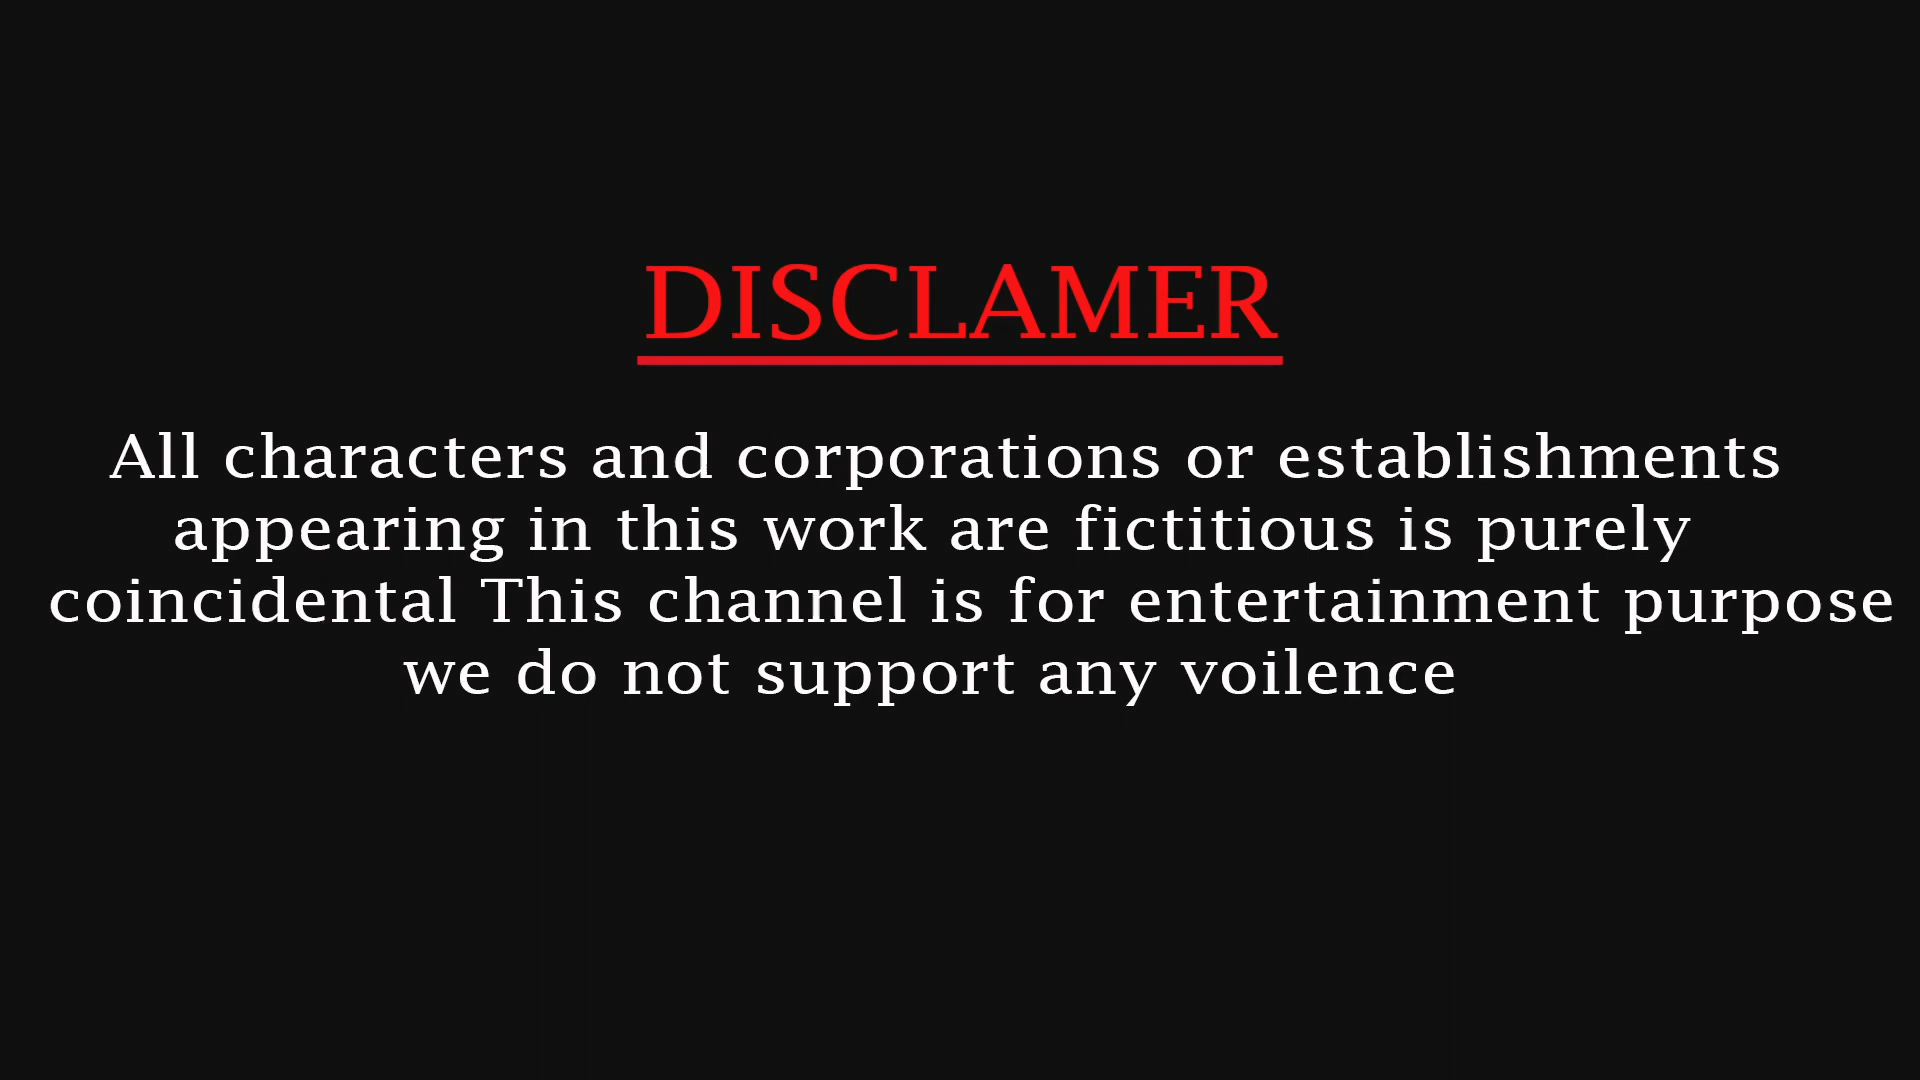 DISCLAMER
All characters and corporations or establishments
appearing in this work are fictitious is purely
coincidental This channel is for entertainment purpose
we do not support any voilence